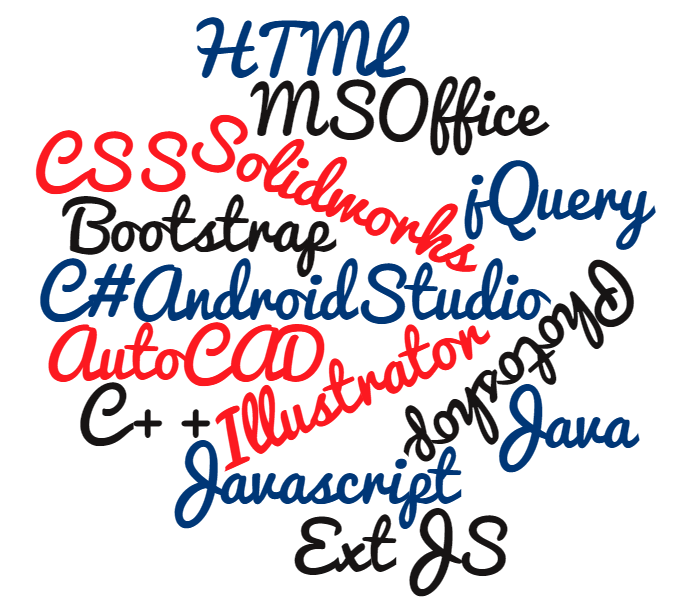 HTML
MSOffice
CSS
Solidworks
jQuery
Bootstrap
C#
AndroidStudio
Photoshop
AutoCAD
Illustrator
C++
Java
Javascript
Ext JS